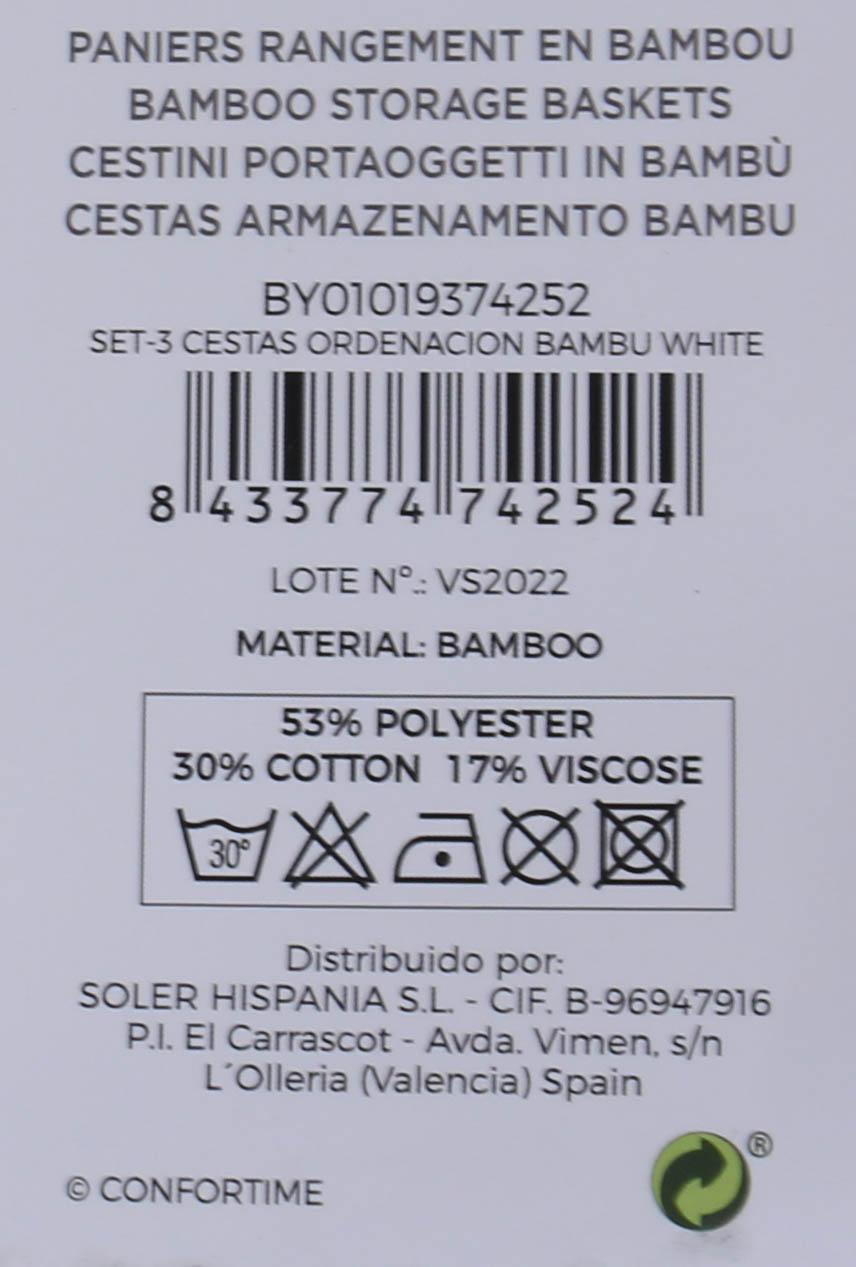 PANIERS RANGEMENT EN BAMBOU
BAMBOO STORAGE BASKETS
CESTINI PORTAOGGETTI IN BAMBÙ
CESTAS ARMAZENAMENTO BAMBU
BY01019374252
SET-3 CESTAS ORDENACION BAMBU WHITE
8 433774 742524
LOTE Nº.: VS2022
MATERIAL: BAMBOO
53% POLYESTER
30% COTTON 17% VISCOSE
30°
Distribuido por:
SOLER HISPANIA S.L. - CIF. B-96947916
P.I. El Carrascot - Avda. Vimen, s/n
L´Olleria (Valencia) Spain
®
© CONFORTIME